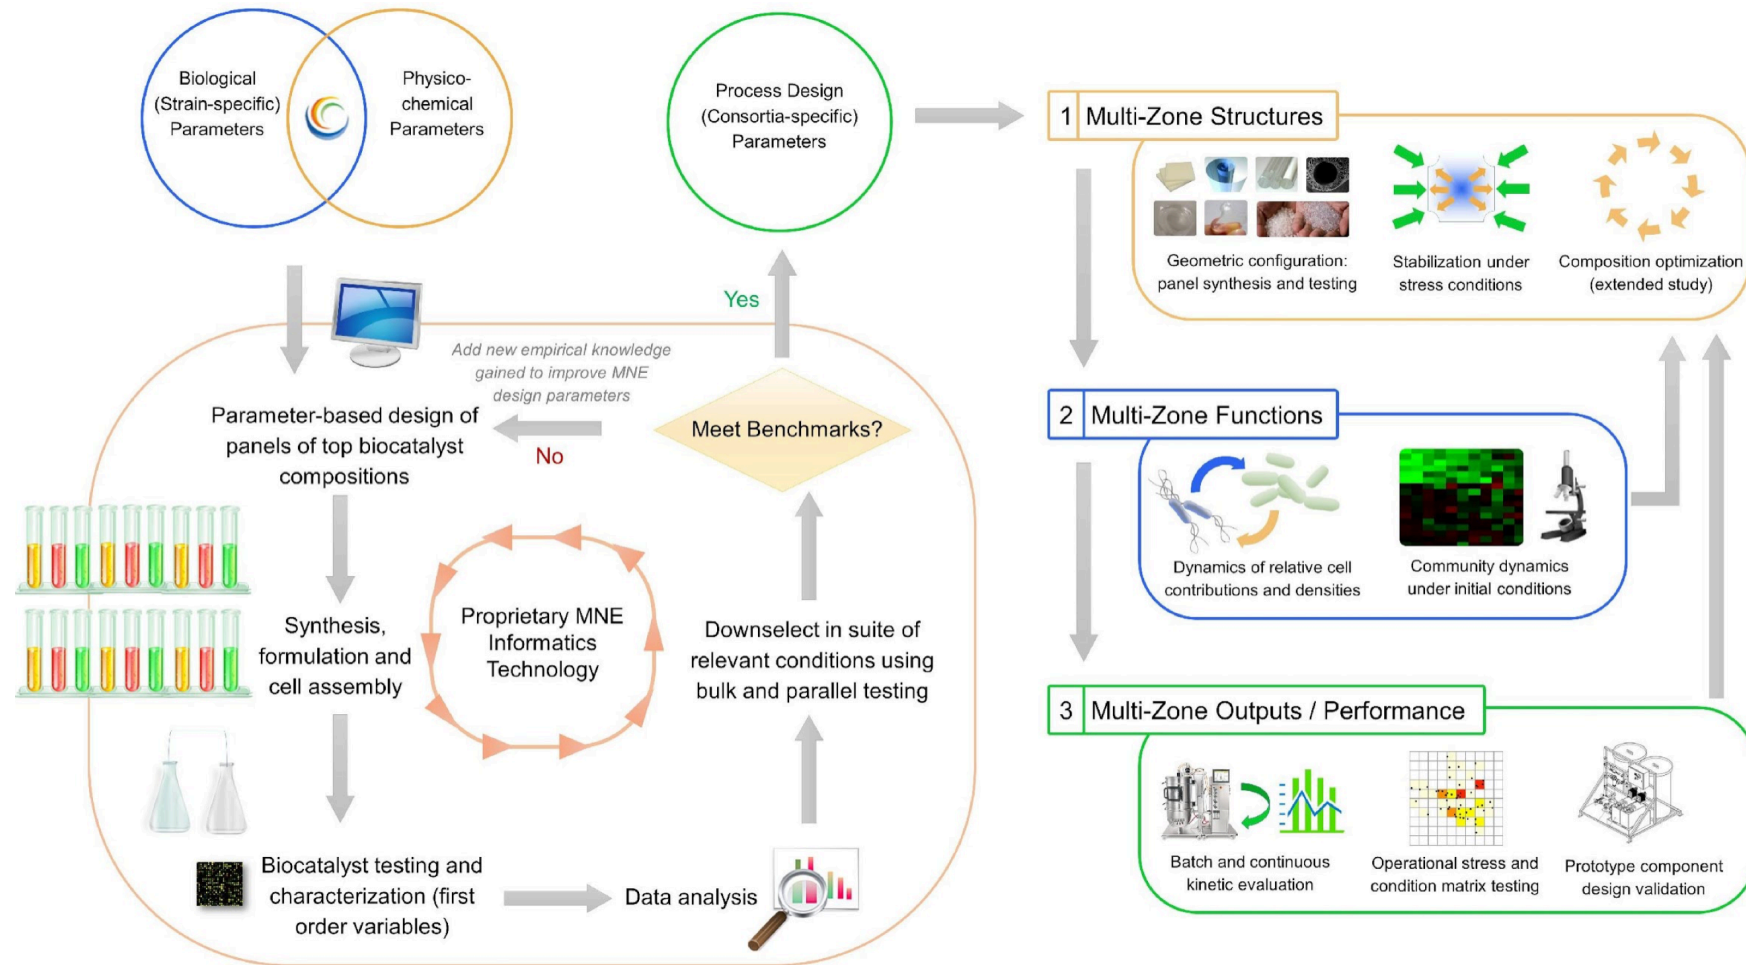 Biological
(Strain-specific)
Parameters
Physico-
chemical
Parameters
Process Design
(Consortia-specific)
Parameters
Yes
Add new empirical knowledge
gained to improve MNE
design parameters
Parameter-based design of
panels of top biocatalyst
compositions
No
Meet Benchmarks?
Synthesis,
formulation and
cell assembly
Proprietary MNE
Informatics
Technology
Downselect in suite of
relevant conditions using
bulk and parallel testing
Biocatalyst testing and
characterization (first
order variables)
Data analysis
1 Multi-Zone Structures
Geometric configuration:
panel synthesis and testing
Stabilization under
stress conditions
Composition optimization
(extended study)
2 Multi-Zone Functions
Dynamics of relative cell
contributions and densities
Community dynamics
under initial conditions
3 Multi-Zone Outputs / Performance
Batch and continuous
kinetic evaluation
Operational stress and
condition matrix testing
Prototype component
design validation